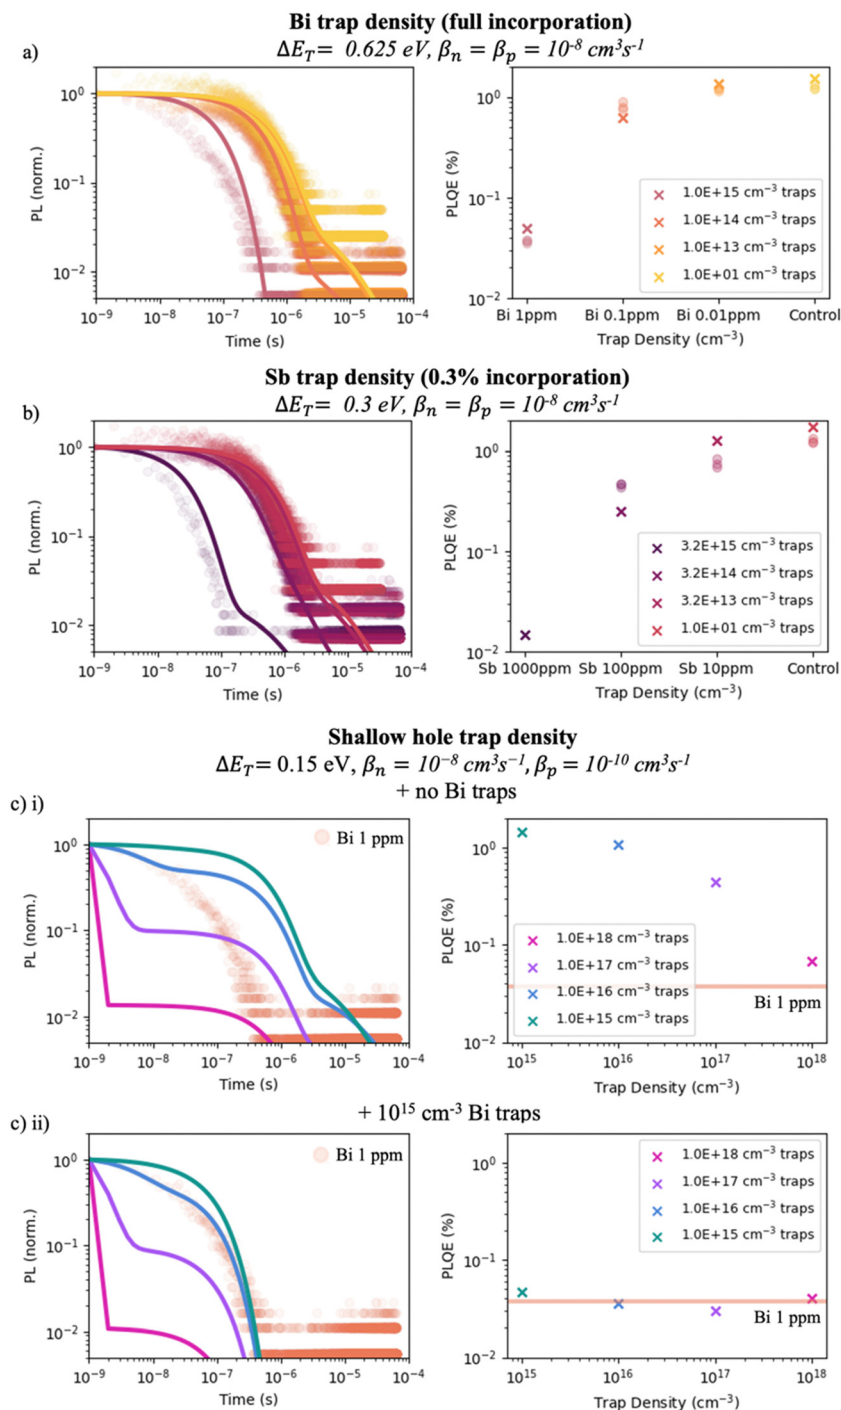 Bi trap density (full incorporation)
ΔE_T= 0.625 eV, β_n = β_p = 10^-8 cm^3s^-1
a)
10^0
10^-1
10^-2
PL (norm.)
10^-9 10^-8 10^-7 10^-6 10^-5 10^-4
Time (s)
10^0
10^-1
10^-2
PLQE (%)
1.0E+15 cm^-3 traps
1.0E+14 cm^-3 traps
1.0E+13 cm^-3 traps
1.0E+01 cm^-3 traps
Bi 1ppm Bi 0.1ppm Bi 0.01ppm Control
Trap Density (cm^-3)
Sb trap density (0.3% incorporation)
ΔE_T= 0.3 eV, β_n = β_p = 10^-8 cm^3s^-1
b)
10^0
10^-1
10^-2
PL (norm.)
10^-9 10^-8 10^-7 10^-6 10^-5 10^-4
Time (s)
10^0
10^-1
10^-2
PLQE (%)
3.2E+15 cm^-3 traps
3.2E+14 cm^-3 traps
3.2E+13 cm^-3 traps
1.0E+01 cm^-3 traps
Sb 1000ppm Sb 100ppm Sb 10ppm Control
Trap Density (cm^-3)
Shallow hole trap density
ΔE_T= 0.15 eV, β_n = 10^−8 cm^3s^−1, β_p = 10^-10 cm^3s^-1
+ no Bi traps
c) i)
10^0
10^-1
10^-2
PL (norm.)
Bi 1 ppm
10^-9 10^-8 10^-7 10^-6 10^-5 10^-4
Time (s)
10^0
10^-1
10^-2
PLQE (%)
1.0E+18 cm^-3 traps
1.0E+17 cm^-3 traps
1.0E+16 cm^-3 traps
1.0E+15 cm^-3 traps
Bi 1 ppm
10^15 10^16 10^17 10^18
Trap Density (cm^-3)
+ 10^15 cm^-3 Bi traps
c) ii)
10^0
10^-1
10^-2
PL (norm.)
Bi 1 ppm
10^-9 10^-8 10^-7 10^-6 10^-5 10^-4
Time (s)
10^0
10^-1
10^-2
PLQE (%)
1.0E+18 cm^-3 traps
1.0E+17 cm^-3 traps
1.0E+16 cm^-3 traps
1.0E+15 cm^-3 traps
Bi 1 ppm
10^15 10^16 10^17 10^18
Trap Density (cm^-3)